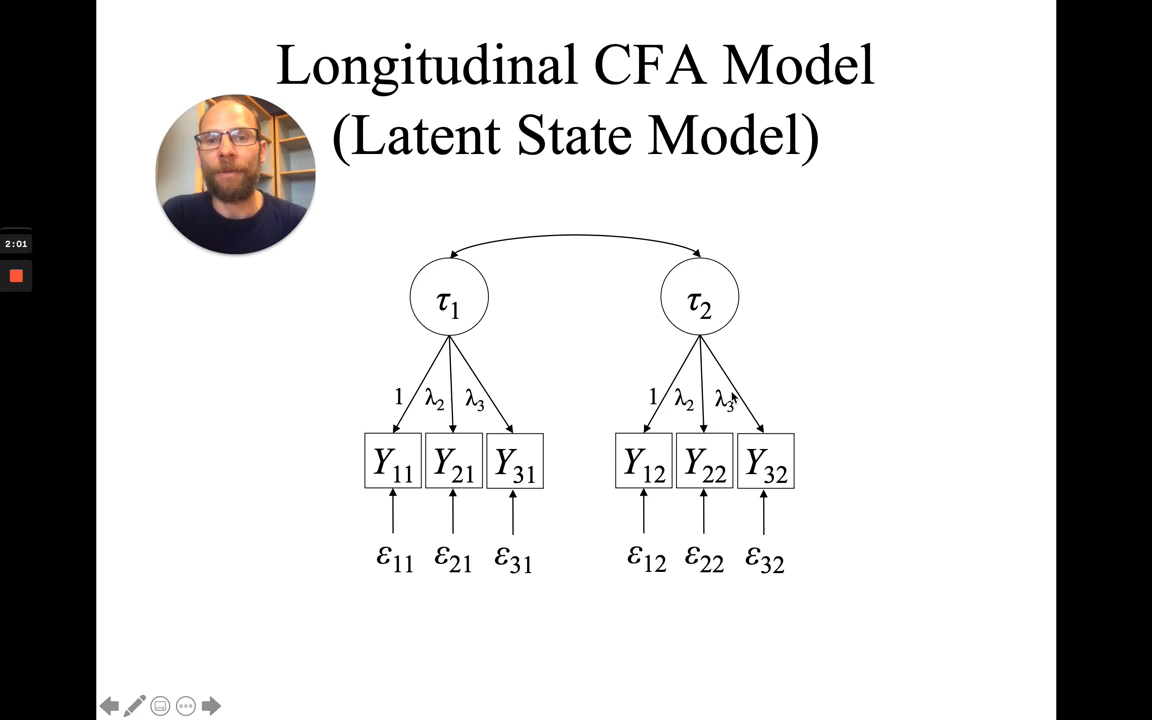 Longitudinal CFA Model
(Latent State Model)
2:01
τ₁ τ₂
1 λ₂ λ₃ 1 λ₂ λ₃
Y₁₁ Y₂₁ Y₃₁ Y₁₂ Y₂₂ Y₃₂
ε₁₁ ε₂₁ ε₃₁ ε₁₂ ε₂₂ ε₃₂